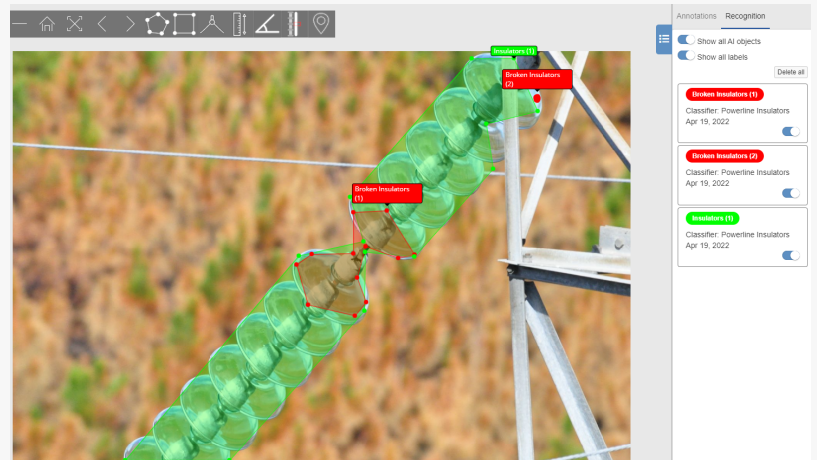 Annotations Recognition
Show all AI objects
Show all labels
Delete all
Insulators (1)
Broken Insulators
(2)
Broken Insulators
(1)
Broken Insulators (1)
Classifier: Powerline Insulators
Apr 19, 2022
Broken Insulators (2)
Classifier: Powerline Insulators
Apr 19, 2022
Insulators (1)
Classifier: Powerline Insulators
Apr 19, 2022